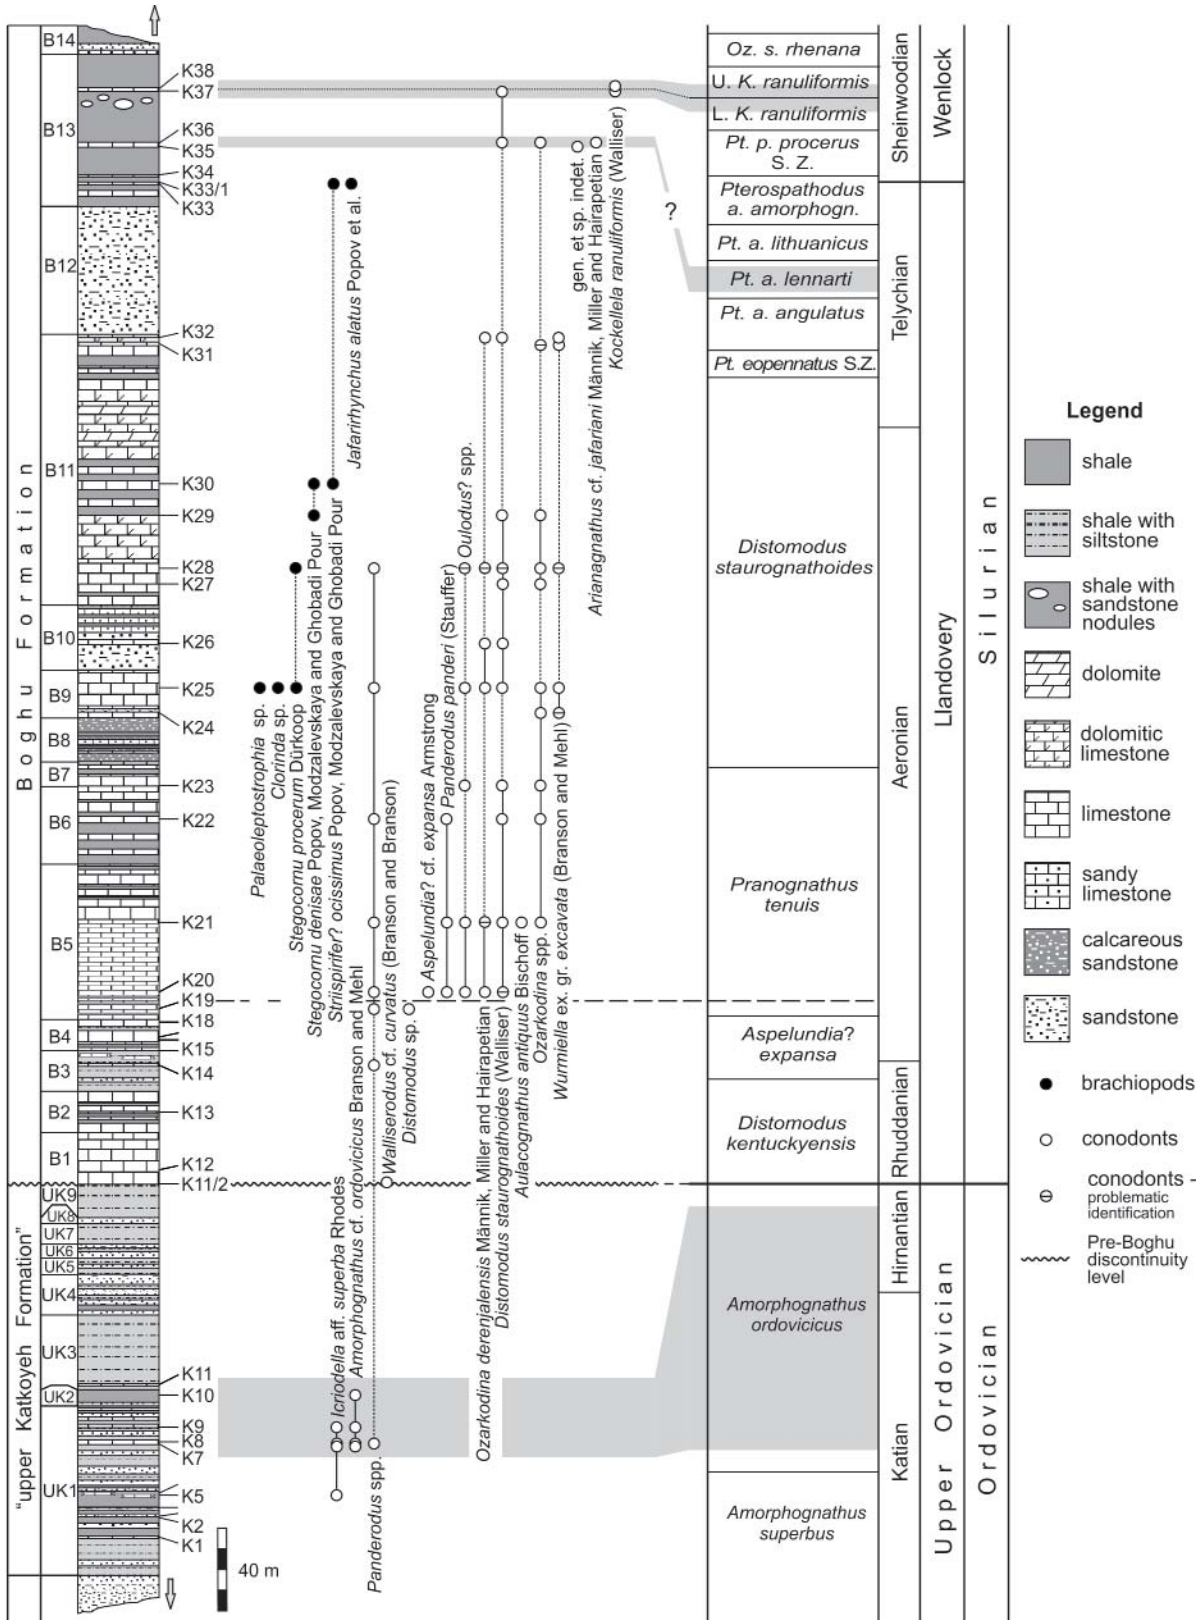 Boghu Formation
"upper Katkoyeh Formation"
B14
B13
B12
B11
B10
B9
B8
B7
B6
B5
B4
B3
B2
B1
UK9
UK8
UK7
UK6
UK5
UK4
UK3
UK2
UK1
K38
K37
K36
K35
K34
K33/1
K33
K32
K31
K30
K29
K28
K27
K26
K25
K24
K23
K22
K21
K20
K19
K18
K15
K14
K13
K12
K11/2
K11
K10
K9
K8
K7
K5
K2
K1
40 m
Palaeoleptostrophia sp.
Clorinda sp.
Stegocornu procerum Dürkoop
Stegocornu denisae Popov, Modzalevskaya and Ghobadi Pour
Striispirifer? ocissimus Popov, Modzalevskaya and Ghobadi Pour
Jafarirhynchus alatus Popov et al.
Icriodella aff. superba Rhodes
Amorphognathus cf. ordovicicus Branson and Mehl
Panderodus spp.
Walliserodus cf. curvatus (Branson and Branson)
Distomodus sp.
Aspelundia? cf. expansa Armstrong
Panderodus panderi (Stauffer)
Oulodus? spp.
Ozarkodina derenjalensis Männik, Miller and Hairapetian
Distomodus staurognathoides (Walliser)
Aulacognathus antiquus Bischoff
Ozarkodina spp.
Wurmiella ex. gr. excavata (Branson and Mehl)
gen. et sp. indet.
Arianagnathus cf. jafariani Männik, Miller and Hairapetian
Kockellela ranuliformis (Walliser)
?
Oz. s. rhenana
U. K. ranuliformis
L. K. ranuliformis
Pt. p. procerus
S. Z.
Pterospathodus
a. amorphogn.
Pt. a. lithuanicus
Pt. a. lennarti
Pt. a. angulatus
Pt. eopennatus S.Z.
Distomodus
staurognathoides
Pranognathus
tenuis
Aspelundia?
expansa
Distomodus
kentuckyensis
Amorphognathus
ordovicicus
Amorphognathus
superbus
Sheinwoodian
Telychian
Aeronian
Rhuddanian
Hirnantian
Katian
Wenlock
Llandovery
Upper Ordovician
Silurian
Ordovician
Legend
shale
shale with
siltstone
shale with
sandstone
nodules
dolomite
dolomitic
limestone
limestone
sandy
limestone
calcareous
sandstone
sandstone
brachiopods
conodonts
conodonts -
problematic
identification
Pre-Boghu
discontinuity
level